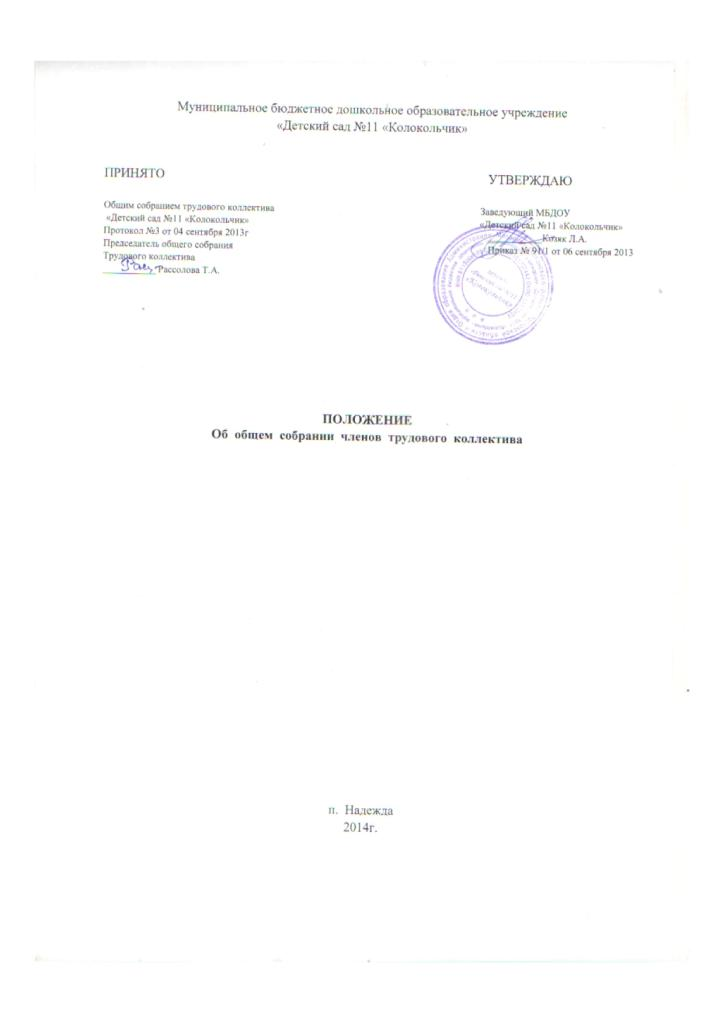 Муниципальное бюджетное дошкольное образовательное учреждение
«Детский сад №11 «Колокольчик»
ПРИНЯТО
Общим собранием трудового коллектива
«Детский сад №11 «Колокольчик»
Протокол №3 от 04 сентября 2013г
Председатель общего собрания
Трудового коллектива
Рассолова Т.А.
УТВЕРЖДАЮ
Заведующий МБДОУ
«Детский сад №11 «Колокольчик»
Л.А.
Приказ № 91\1 от 06 сентября 2013
ПОЛОЖЕНИЕ
Об общем собрании членов трудового коллектива
п. Надежда
2014г.